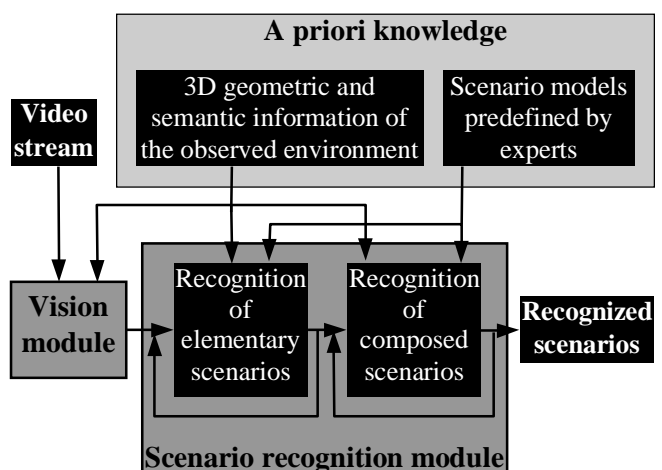 A priori knowledge
3D geometric and
semantic information of
the observed environment
Scenario models
predefined by
experts
Video
stream
Vision
module
Recognition
of
elementary
scenarios
Recognition
of
composed
scenarios
Recognized
scenarios
Scenario recognition module